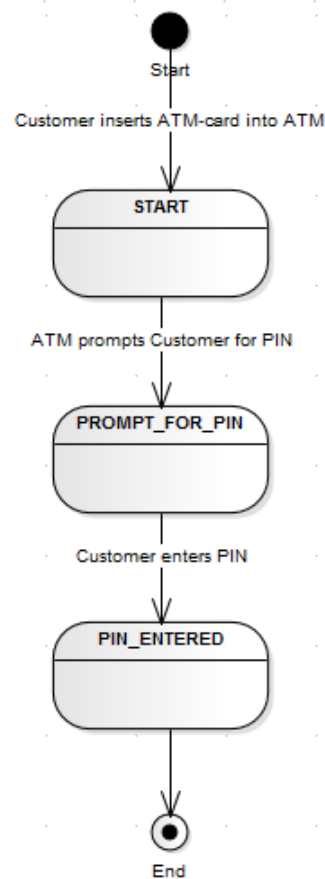 Start
Customer inserts ATM-card into ATM
START
ATM prompts Customer for PIN
PROMPT_FOR_PIN
Customer enters PIN
PIN_ENTERED
End